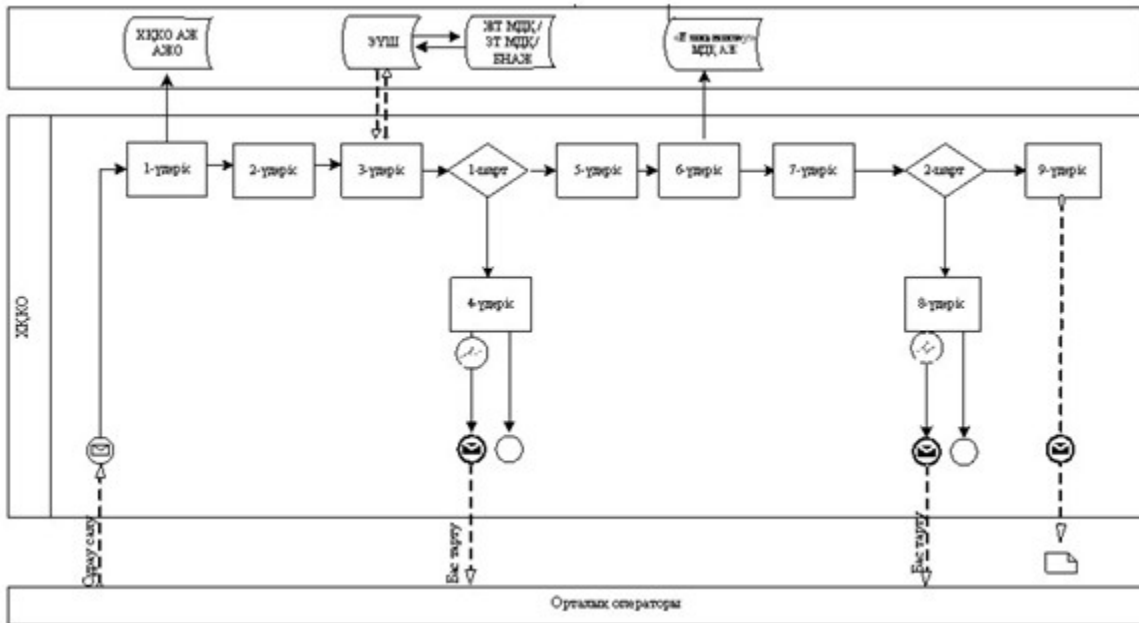 ХҚКО АЖ
АЖО
ЭҮШ
ЖТ МДҚ/
ЗТ МДҚ/
БНАЖ
МДҚ АЖ
1-үдеріс
2-үдеріс
3-үдеріс
1-шарт
5-үдеріс
6-үдеріс
7-үдеріс
2-шарт
9-үдеріс
4-үдеріс
8-үдеріс
ХҚКО
Сұрау салу
Бас тарту
Бас тарту
Орталық операторы